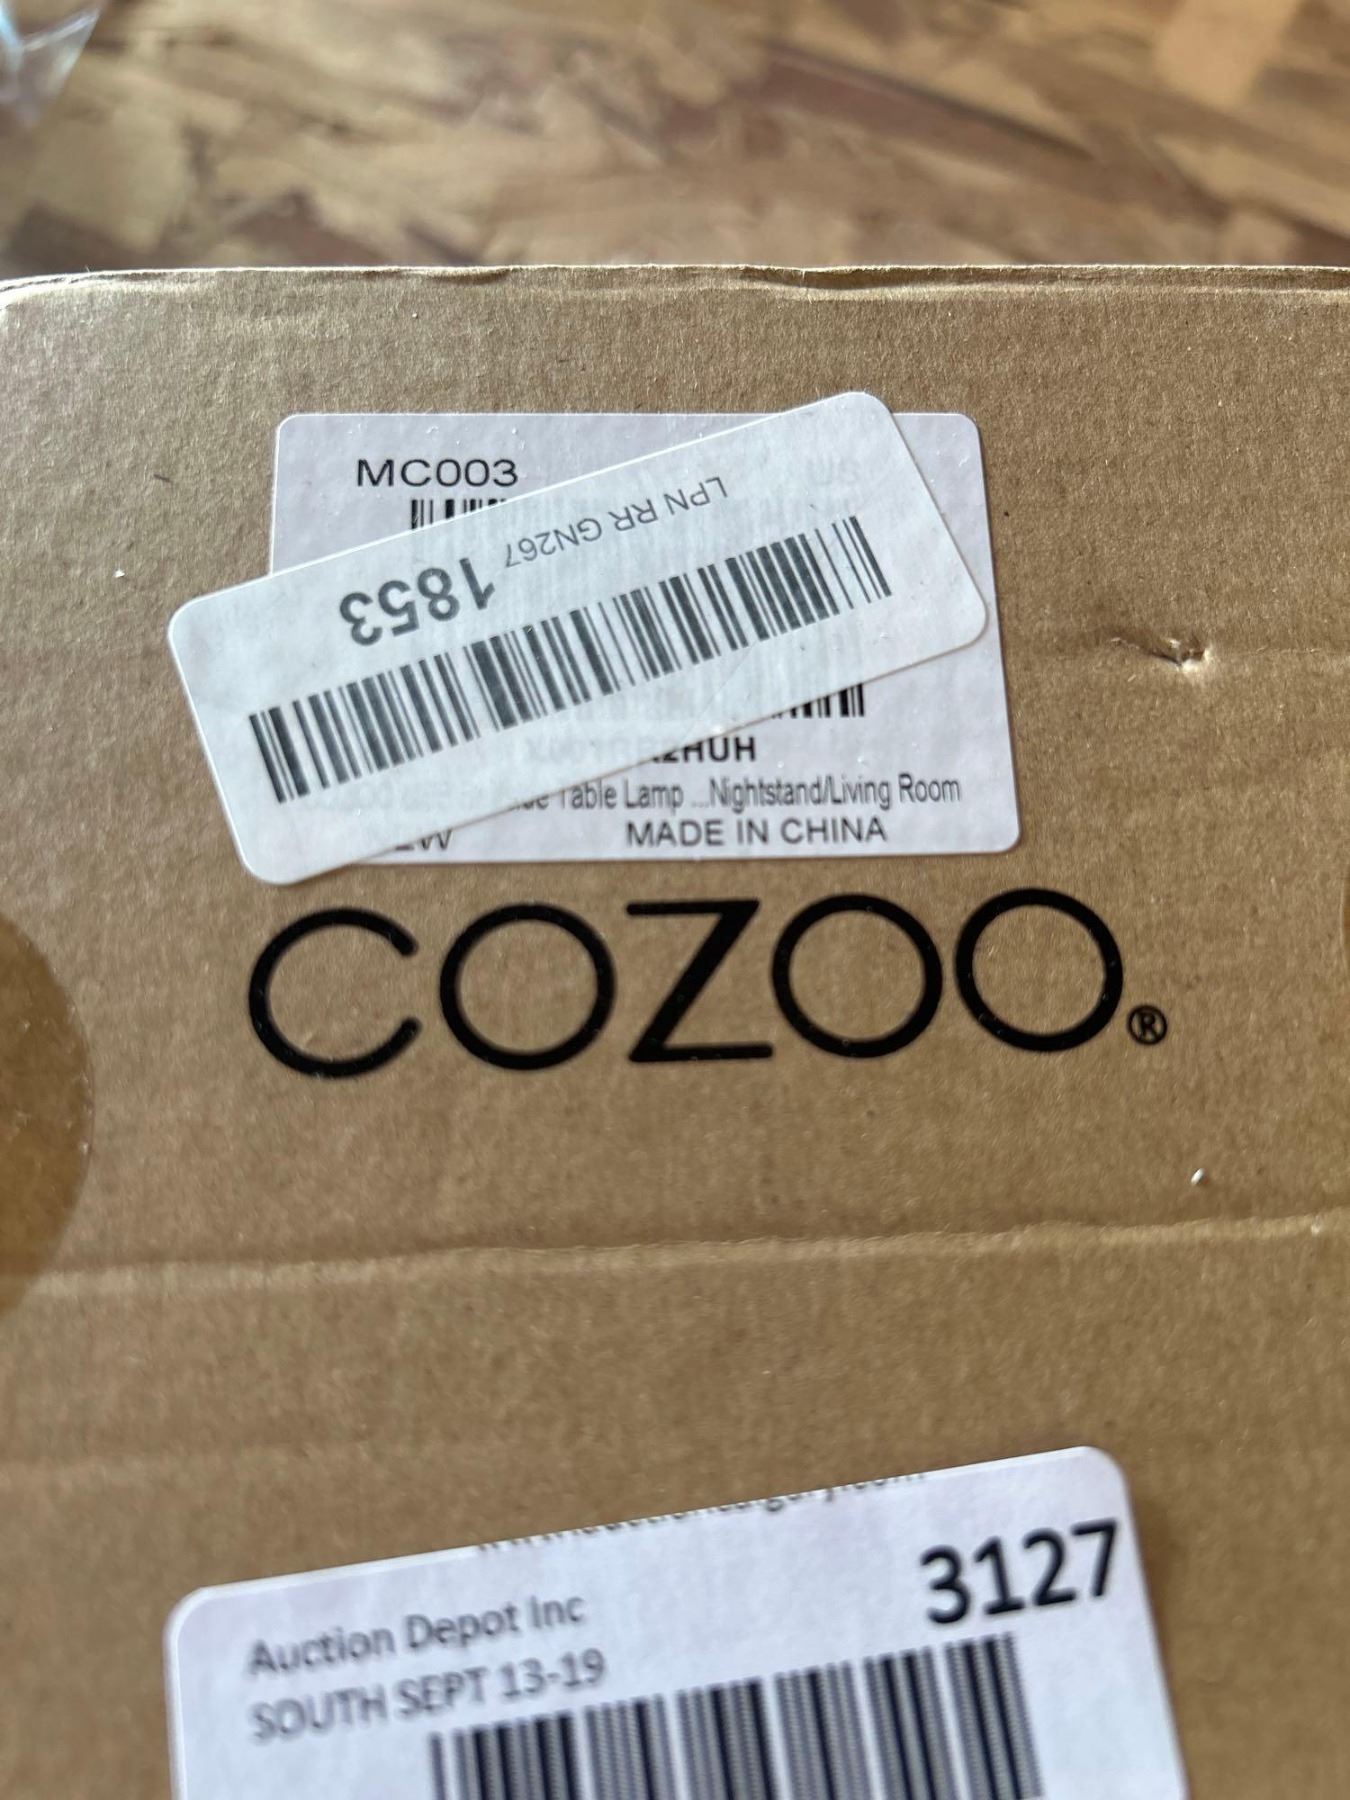 MC003
LPN RR GN267
1853
2HUH
Table Lamp ...Nightstand/Living Room
MADE IN CHINA
COZOO®
3127
Auction Depot Inc
SOUTH SEPT 13-19